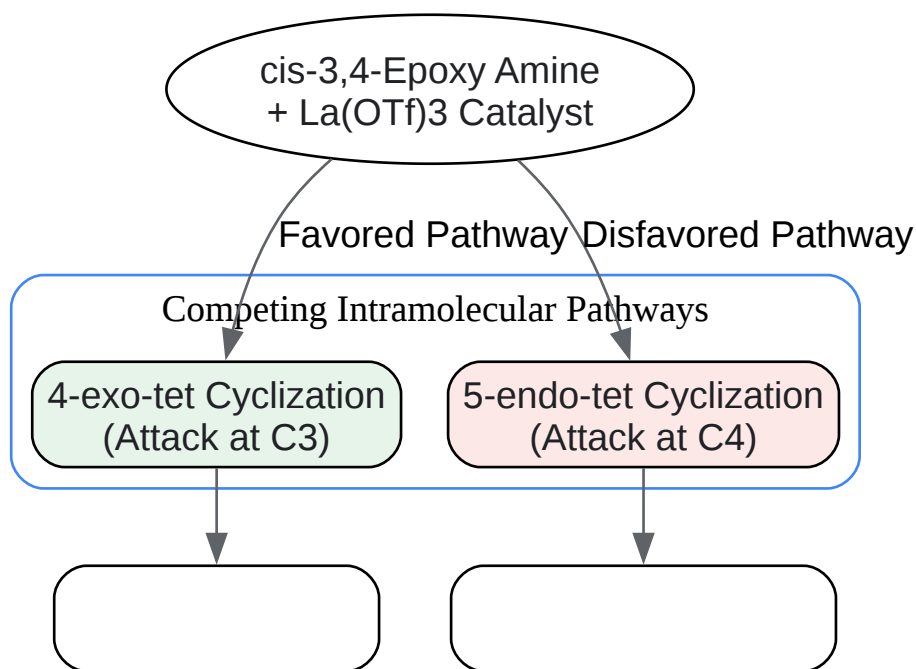 cis-3,4-Epoxy Amine
+ La(OTf)3 Catalyst
Favored Pathway
Disfavored Pathway
Competing Intramolecular Pathways
4-exo-tet Cyclization
(Attack at C3)
5-endo-tet Cyclization
(Attack at C4)